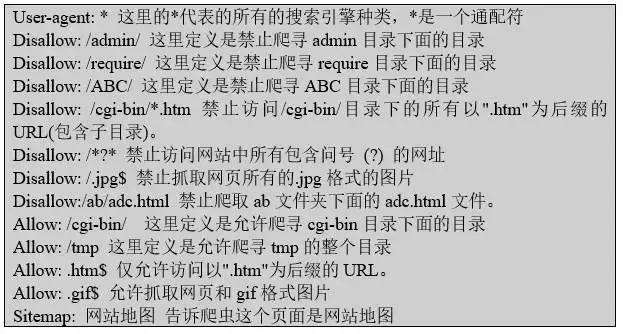 User-agent: * 这里的*代表的所有的搜索引擎种类，*是一个通配符
Disallow: /admin/ 这里定义是禁止爬寻 admin 目录下面的目录
Disallow: /require/ 这里定义是禁止爬寻 require 目录下面的目录
Disallow: /ABC/ 这里定义是禁止爬寻 ABC 目录下面的目录
Disallow: /cgi-bin/*.htm 禁止访问/cgi-bin/目录下的所有以".htm"为后缀的
URL(包含子目录)。
Disallow: /*?* 禁止访问网站中所有包含问号 (?) 的网址
Disallow: /.jpg$ 禁止抓取网页所有的.jpg 格式的图片
Disallow:/ab/adc.html 禁止爬取 ab 文件夹下面的 adc.html 文件。
Allow: /cgi-bin/ 这里定义是允许爬寻 cgi-bin 目录下面的目录
Allow: /tmp 这里定义是允许爬寻 tmp 的整个目录
Allow: .htm$ 仅允许访问以".htm"为后缀的 URL。
Allow: .gif$ 允许抓取网页和 gif 格式图片
Sitemap: 网站地图 告诉爬虫这个页面是网站地图